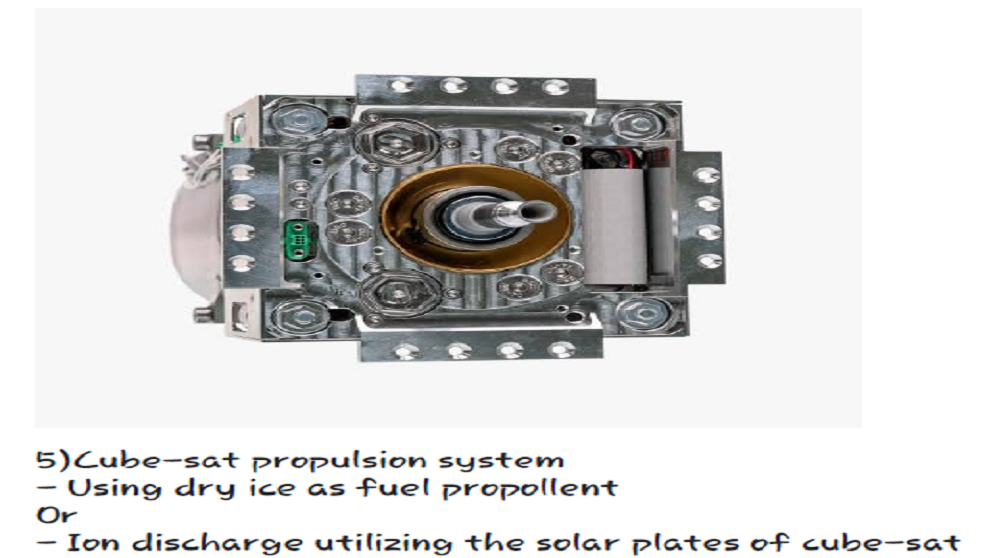 5)Cube-sat propulsion system
- Using dry ice as fuel propollent
Or
- Ion discharge utilizing the solar plates of cube-sat